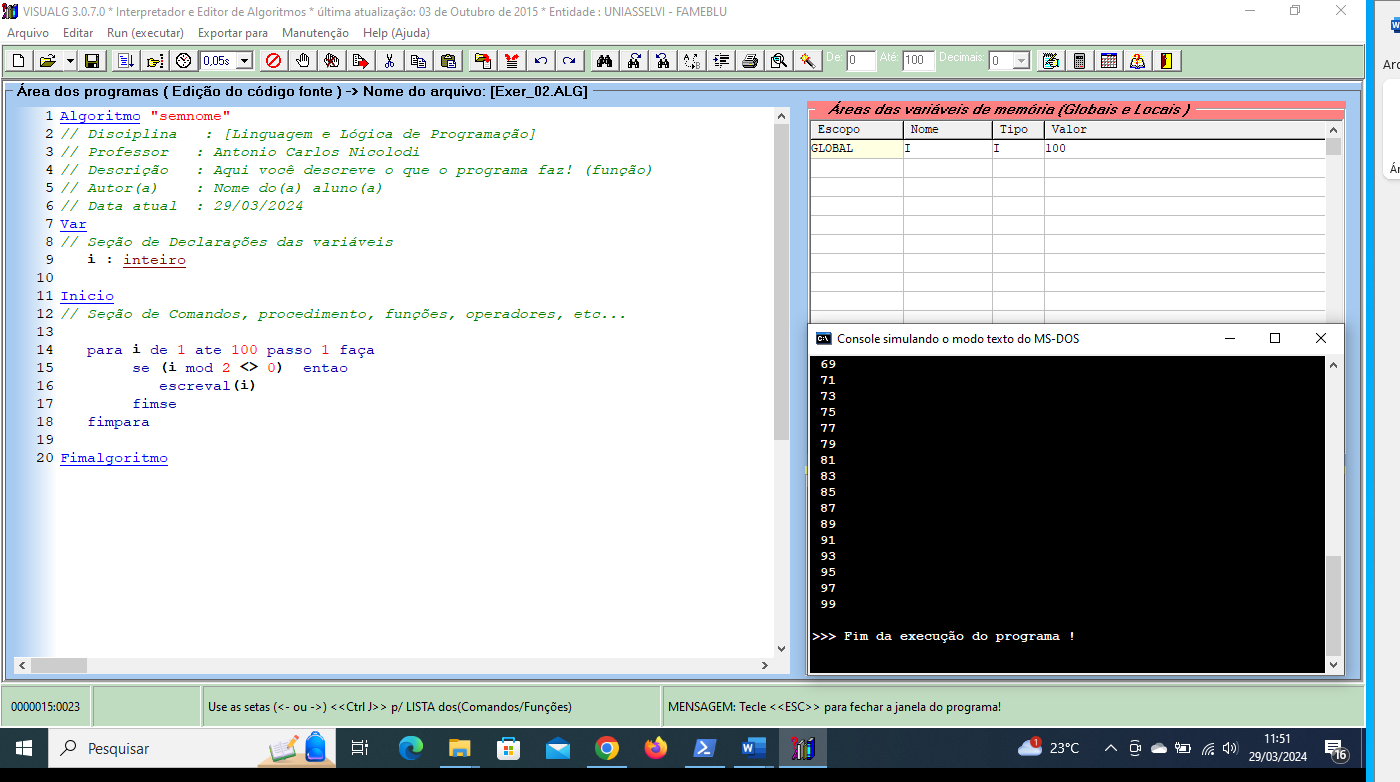 VISUALG 3.0.7.0 * Interpretador e Editor de Algoritmos * última atualização: 03 de Outubro de 2015 * Entidade : UNIASSELVI - FAMEBLU
Arquivo Editar Run (executar) Exportar para Manutenção Help (Ajuda)
0,05s De: 0 Até: 100 Decimais: 0
Área dos programas ( Edição do código fonte ) -> Nome do arquivo: [Exer_02.ALG]
1 Algoritmo "semnome"
2 // Disciplina : [Linguagem e Lógica de Programação]
3 // Professor : Antonio Carlos Nicolodi
4 // Descrição : Aqui você descreve o que o programa faz! (função)
5 // Autor(a) : Nome do(a) aluno(a)
6 // Data atual : 29/03/2024
7 Var
8 // Seção de Declarações das variáveis
9 i : inteiro
10
11 Inicio
12 // Seção de Comandos, procedimento, funções, operadores, etc...
13
14 para i de 1 ate 100 passo 1 faça
15 se (i mod 2 <> 0) entao
16 escreval(i)
17 fimse
18 fimpara
19
20 Fimalgoritmo
Áreas das variáveis de memória (Globais e Locais )
Escopo Nome Tipo Valor
GLOBAL I I 100
Console simulando o modo texto do MS-DOS
69
71
73
75
77
79
81
83
85
87
89
91
93
95
97
99
>>> Fim da execução do programa !
0000015:0023
Use as setas (<- ou ->) <<Ctrl J>> p/ LISTA dos(Comandos/Funções)
MENSAGEM: Tecle <<ESC>> para fechar a janela do programa!
Pesquisar
1 23°C
11:51
29/03/2024
16